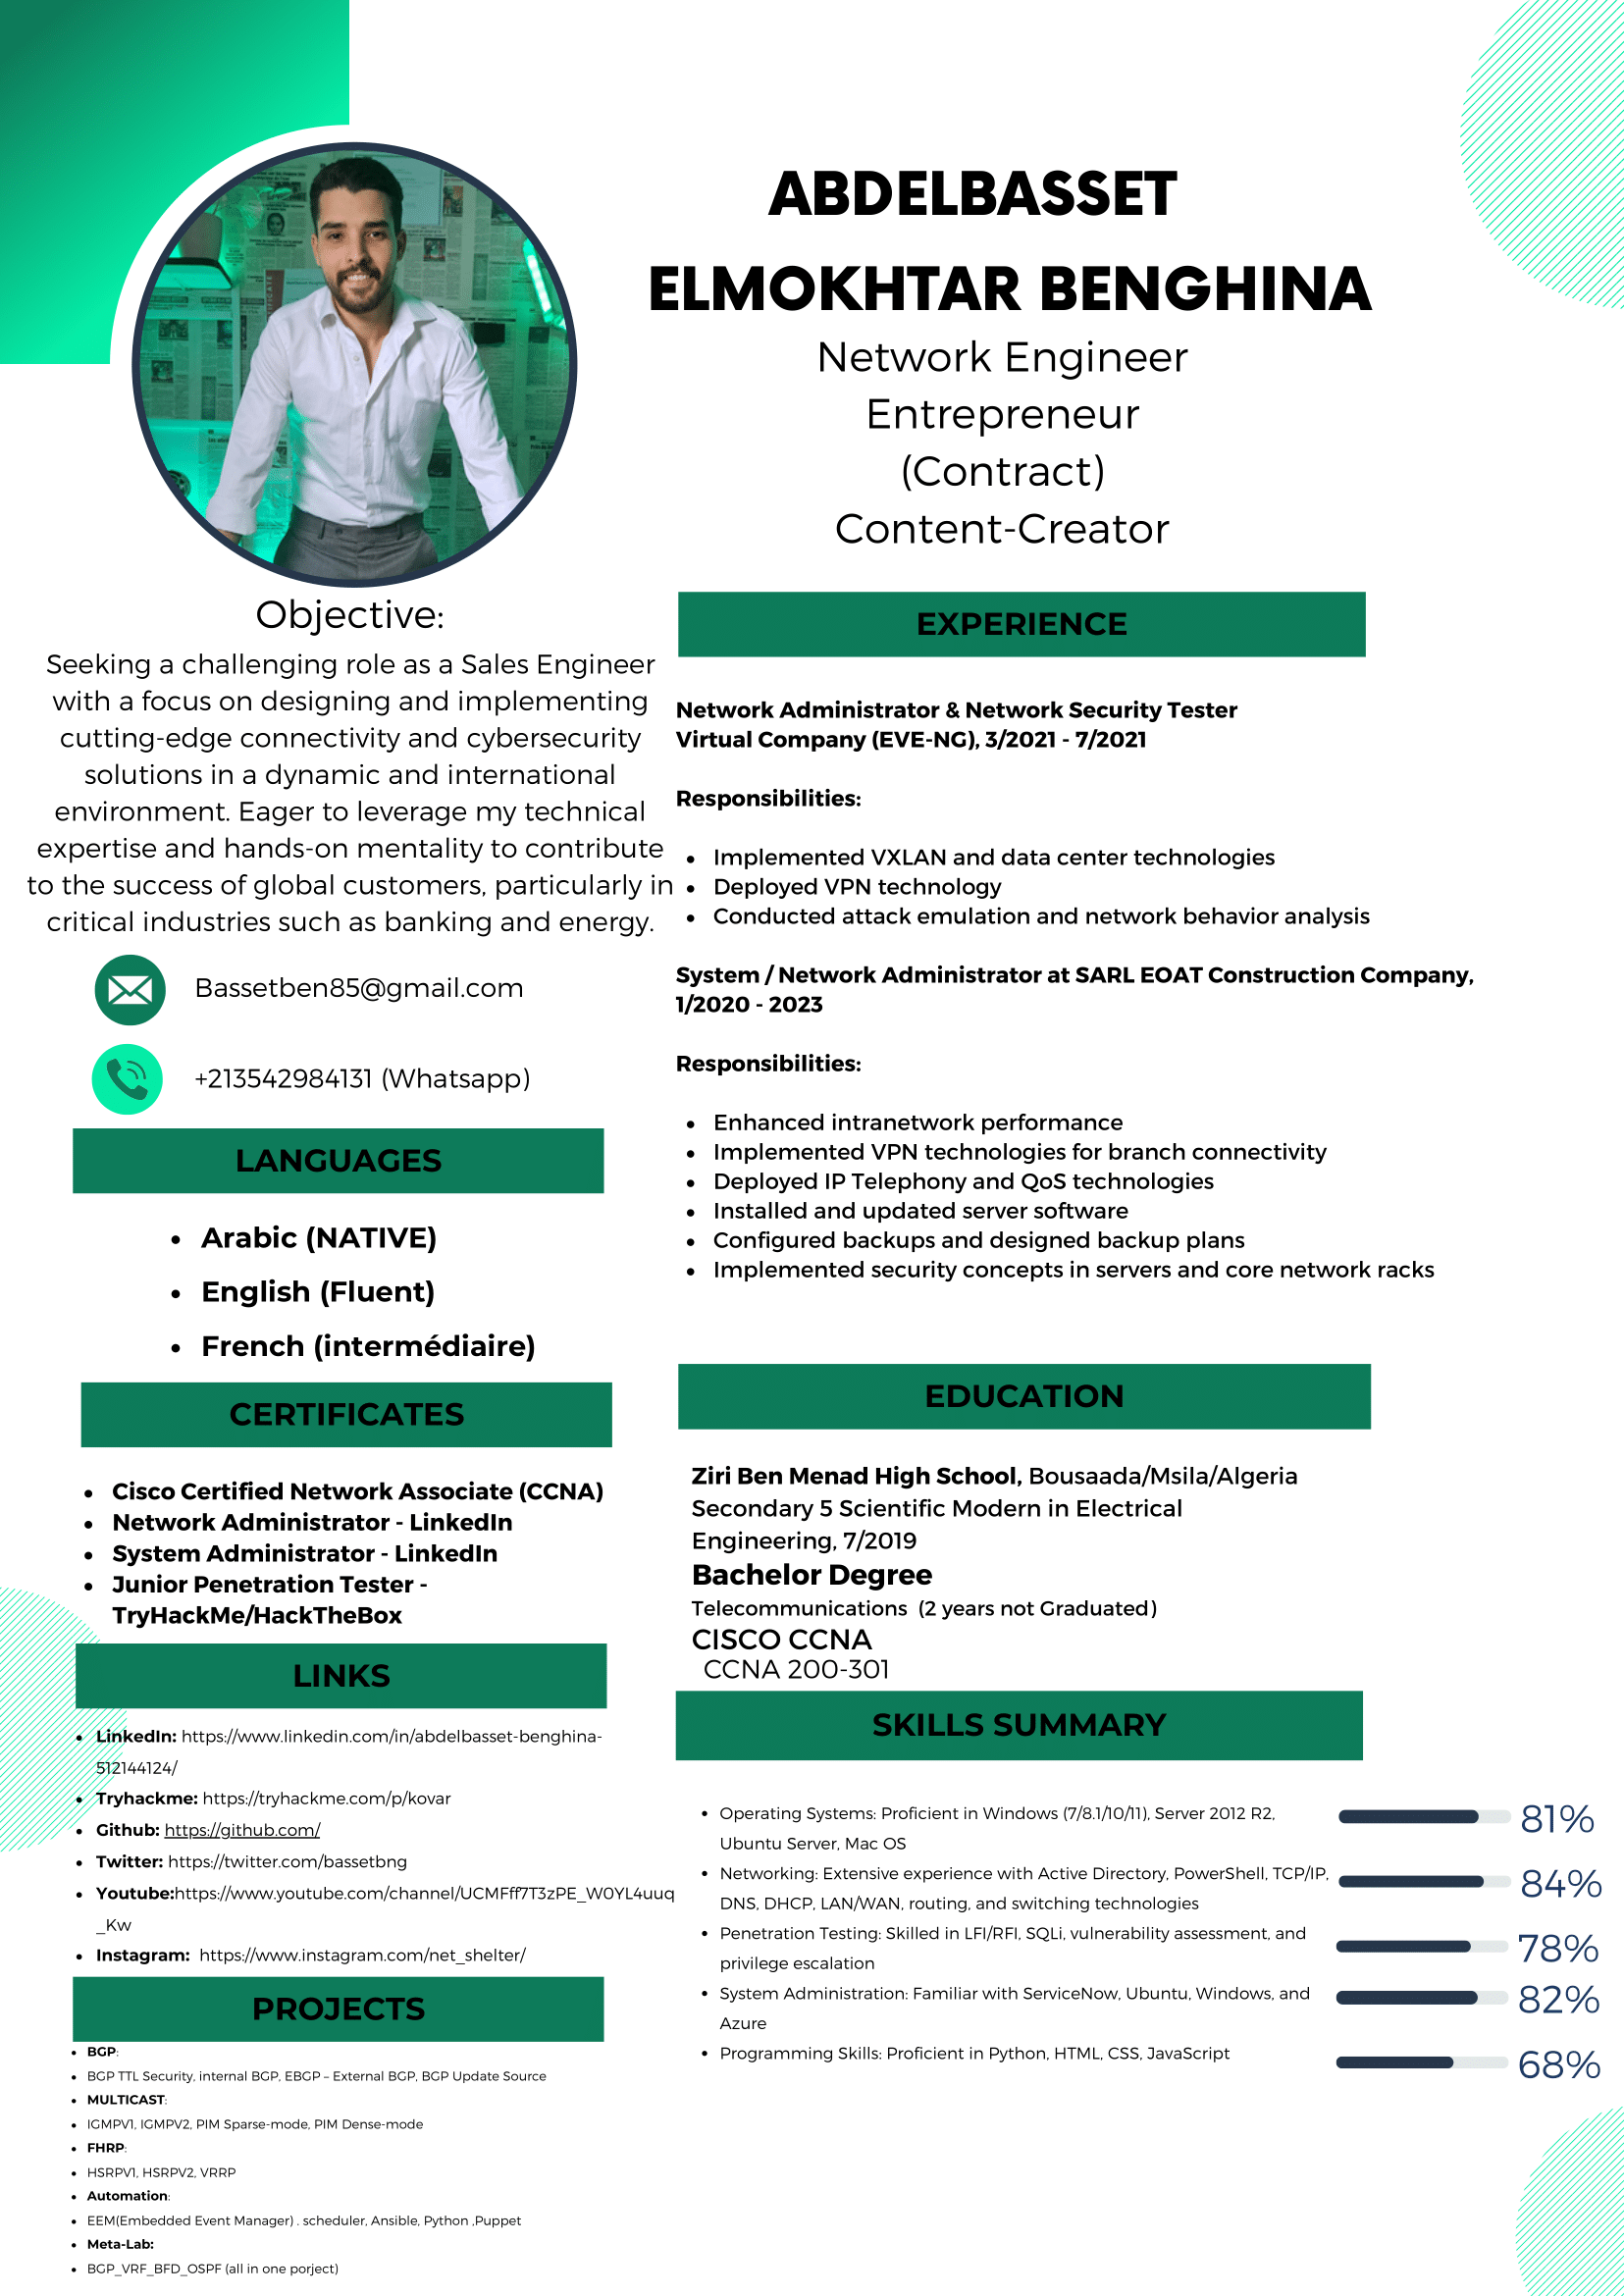 ABDELBASSET
ELMOKHTAR BENGHINA
Network Engineer
Entrepreneur
(Contract)
Content-Creator
Objective:
Seeking a challenging role as a Sales Engineer
with a focus on designing and implementing
cutting-edge connectivity and cybersecurity
solutions in a dynamic and international
environment. Eager to leverage my technical
expertise and hands-on mentality to contribute
to the success of global customers, particularly in
critical industries such as banking and energy.
Bassetben85@gmail.com
+213542984131 (Whatsapp)
LANGUAGES
• Arabic (NATIVE)
• English (Fluent)
• French (intermédiaire)
CERTIFICATES
• Cisco Certified Network Associate (CCNA)
• Network Administrator - LinkedIn
• System Administrator - LinkedIn
• Junior Penetration Tester -
TryHackMe/HackTheBox
LINKS
• LinkedIn: https://www.linkedin.com/in/abdelbasset-benghina-
512144124/
• Tryhackme: https://tryhackme.com/p/kovar
• Github: https://github.com/
• Twitter: https://twitter.com/bassetbng
• Youtube:https://www.youtube.com/channel/UCMFff7T3zPE_W0YL4uuq
_Kw
• Instagram: https://www.instagram.com/net_shelter/
PROJECTS
• BGP:
• BGP TTL Security, internal BGP, EBGP – External BGP, BGP Update Source
• MULTICAST:
• IGMPV1, IGMPV2, PIM Sparse-mode, PIM Dense-mode
• FHRP:
• HSRPV1, HSRPV2, VRRP
• Automation:
• EEM(Embedded Event Manager) . scheduler, Ansible, Python ,Puppet
• Meta-Lab:
• BGP_VRF_BFD_OSPF (all in one porject)
EXPERIENCE
Network Administrator & Network Security Tester
Virtual Company (EVE-NG), 3/2021 - 7/2021
Responsibilities:
• Implemented VXLAN and data center technologies
• Deployed VPN technology
• Conducted attack emulation and network behavior analysis
System / Network Administrator at SARL EOAT Construction Company,
1/2020 - 2023
Responsibilities:
• Enhanced intranetwork performance
• Implemented VPN technologies for branch connectivity
• Deployed IP Telephony and QoS technologies
• Installed and updated server software
• Configured backups and designed backup plans
• Implemented security concepts in servers and core network racks
EDUCATION
Ziri Ben Menad High School, Bousaada/Msila/Algeria
Secondary 5 Scientific Modern in Electrical
Engineering, 7/2019
Bachelor Degree
Telecommunications (2 years not Graduated)
CISCO CCNA
CCNA 200-301
SKILLS SUMMARY
• Operating Systems: Proficient in Windows (7/8.1/10/11), Server 2012 R2,
Ubuntu Server, Mac OS
81%
• Networking: Extensive experience with Active Directory, PowerShell, TCP/IP,
DNS, DHCP, LAN/WAN, routing, and switching technologies
84%
• Penetration Testing: Skilled in LFI/RFI, SQLi, vulnerability assessment, and
privilege escalation
78%
• System Administration: Familiar with ServiceNow, Ubuntu, Windows, and
Azure
82%
• Programming Skills: Proficient in Python, HTML, CSS, JavaScript
68%